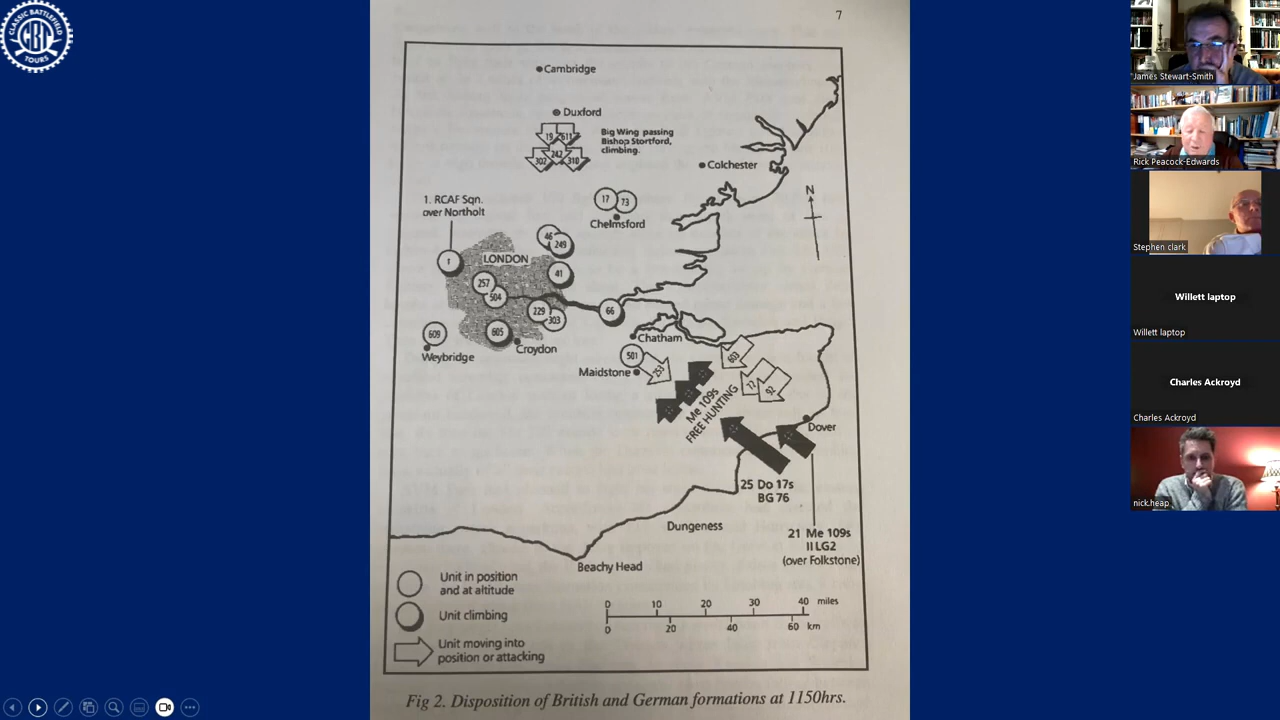 CLASSIC BATTLEFIELD
CBT
TOURS
7
Cambridge
Duxford
19
611
302
242
310
Big Wing passing
Bishop Stortford,
climbing.
Colchester
17
73
Chelmsford
N
1. RCAF Sqn.
over Northolt
46
249
1
LONDON
41
257
504
229
303
66
609
605
Weybridge
Croydon
Chatham
501
253
Maidstone
603
72
92
Me 109s
FREE HUNTING
Dover
25 Do 17s
BG 76
Dungeness
21 Me 109s
II LG2
(over Folkstone)
Beachy Head
Unit in position
and at altitude
Unit climbing
Unit moving into
position or attacking
0 10 20 30 40 miles
0 20 40 60 km
Fig 2. Disposition of British and German formations at 1150hrs.
James Stewart-Smith
Rick Peacock-Edwards
Stephen clark
Willett laptop
Willett laptop
Charles Ackroyd
Charles Ackroyd
nick.heap